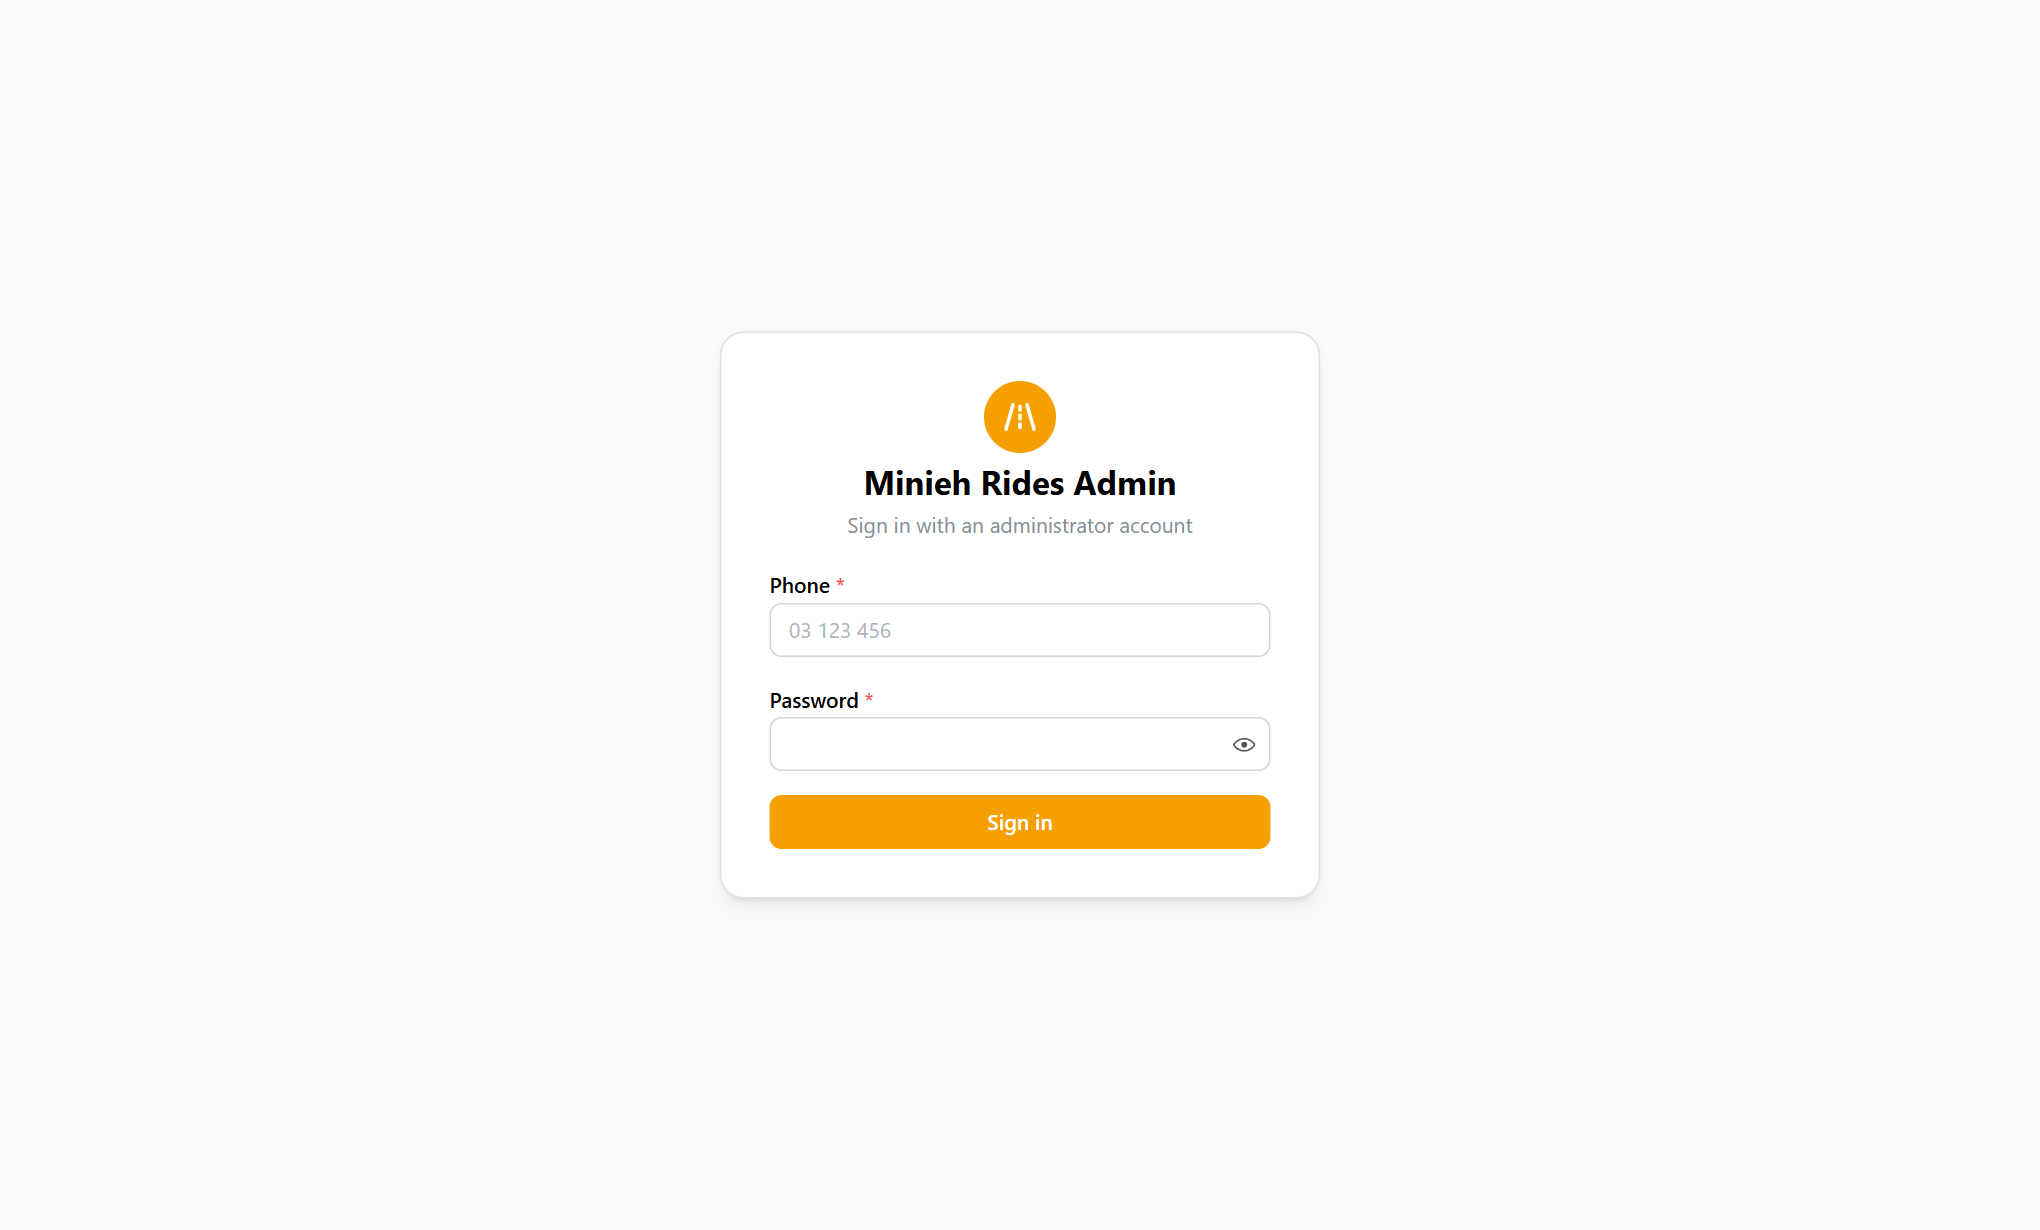 Minieh Rides Admin
Sign in with an administrator account
Phone *
03 123 456
Password *
Sign in